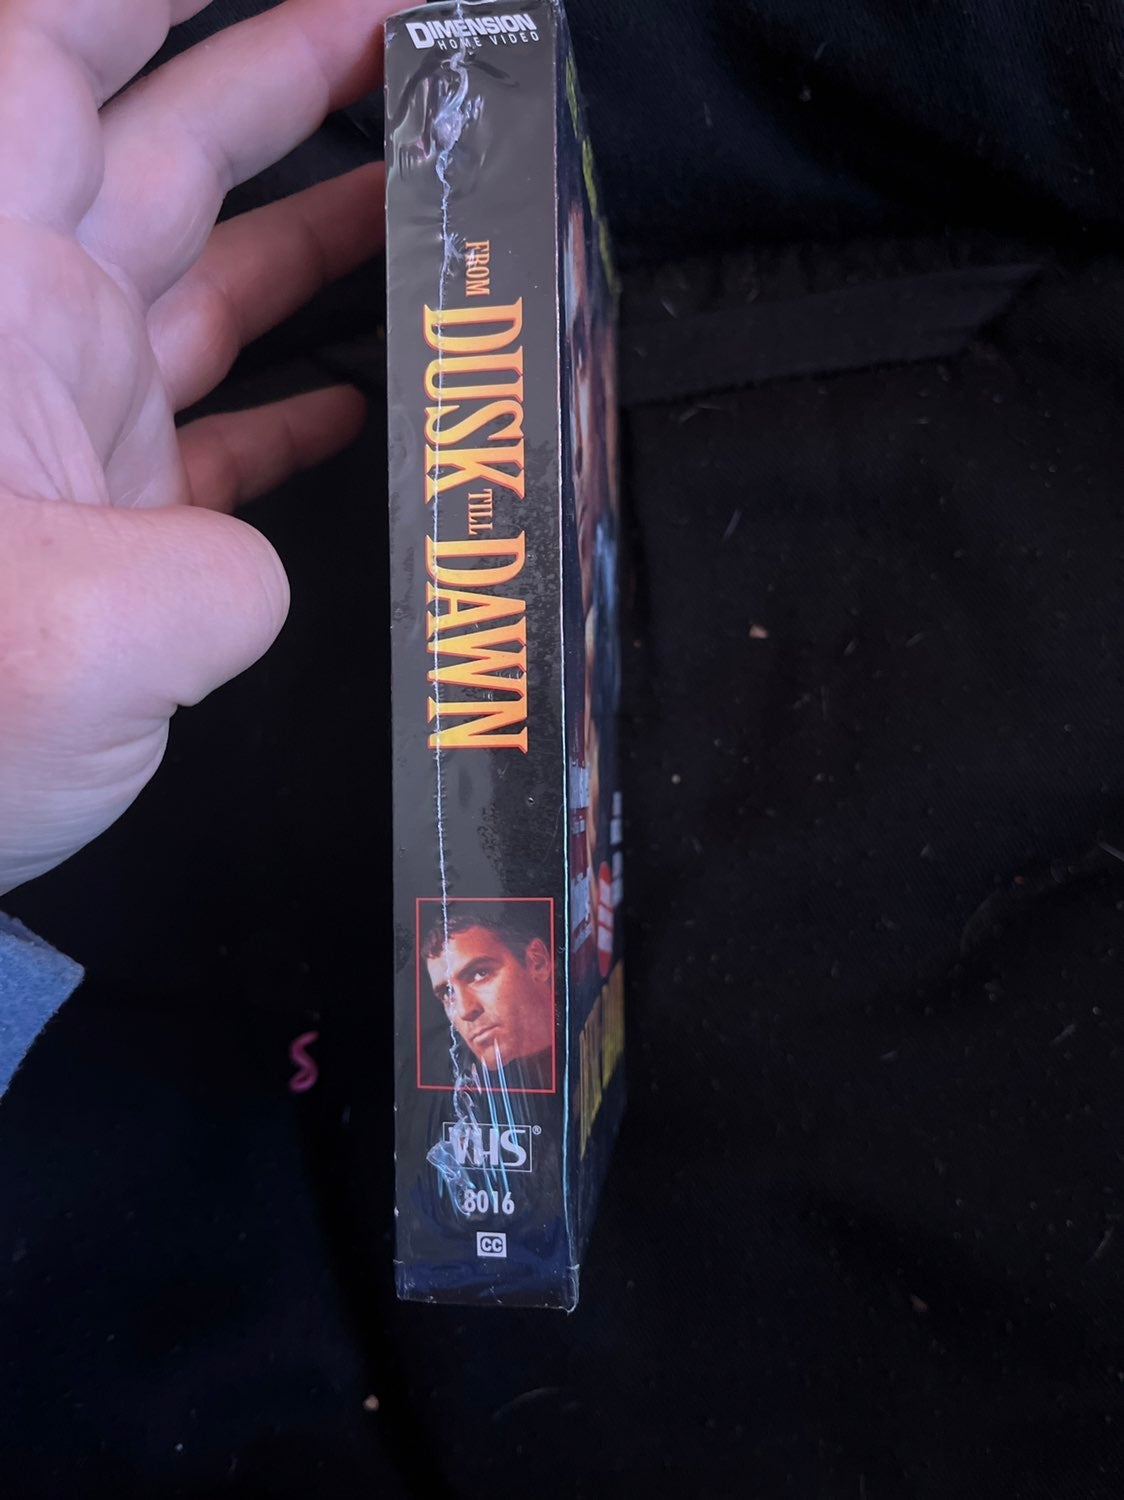 DIMENSION
HOME VIDEO
FROM
DUSK
TILL
DAWN
VHS®
8016
CC